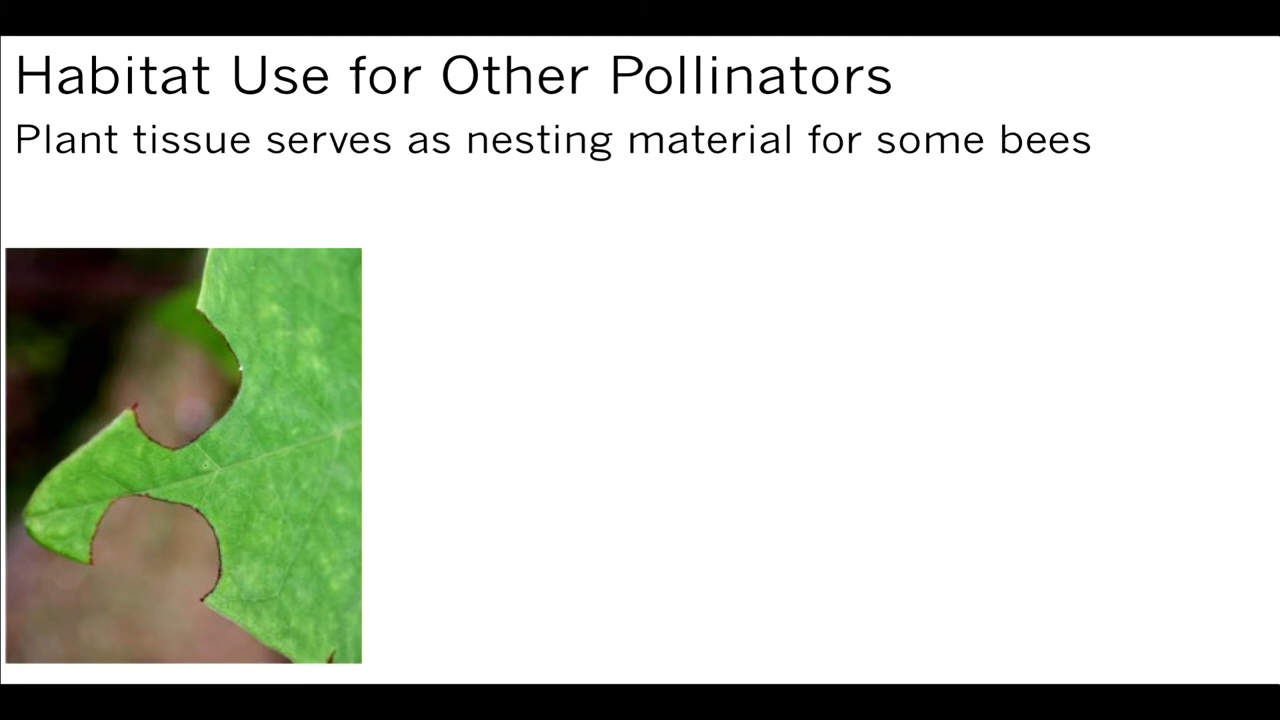 Habitat Use for Other Pollinators
Plant tissue serves as nesting material for some bees